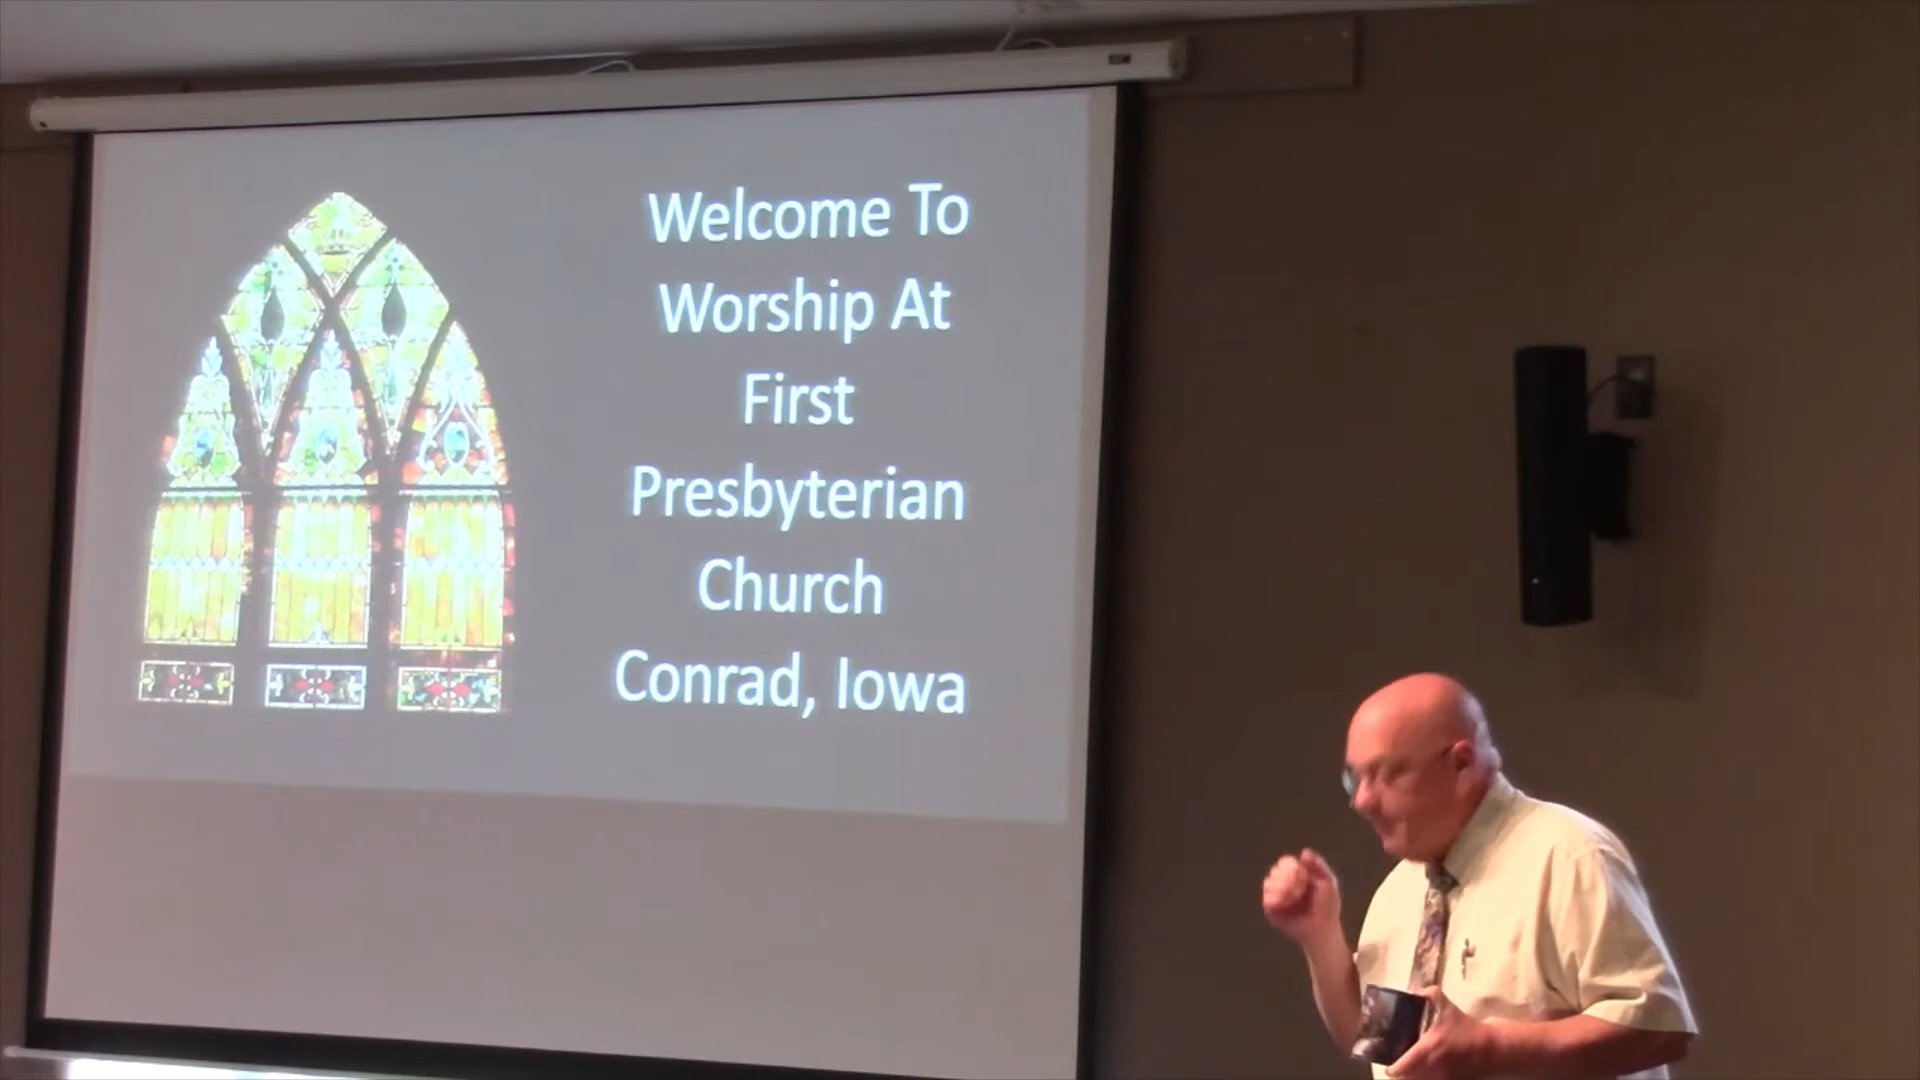 Welcome To
Worship At
First
Presbyterian
Church
Conrad, Iowa